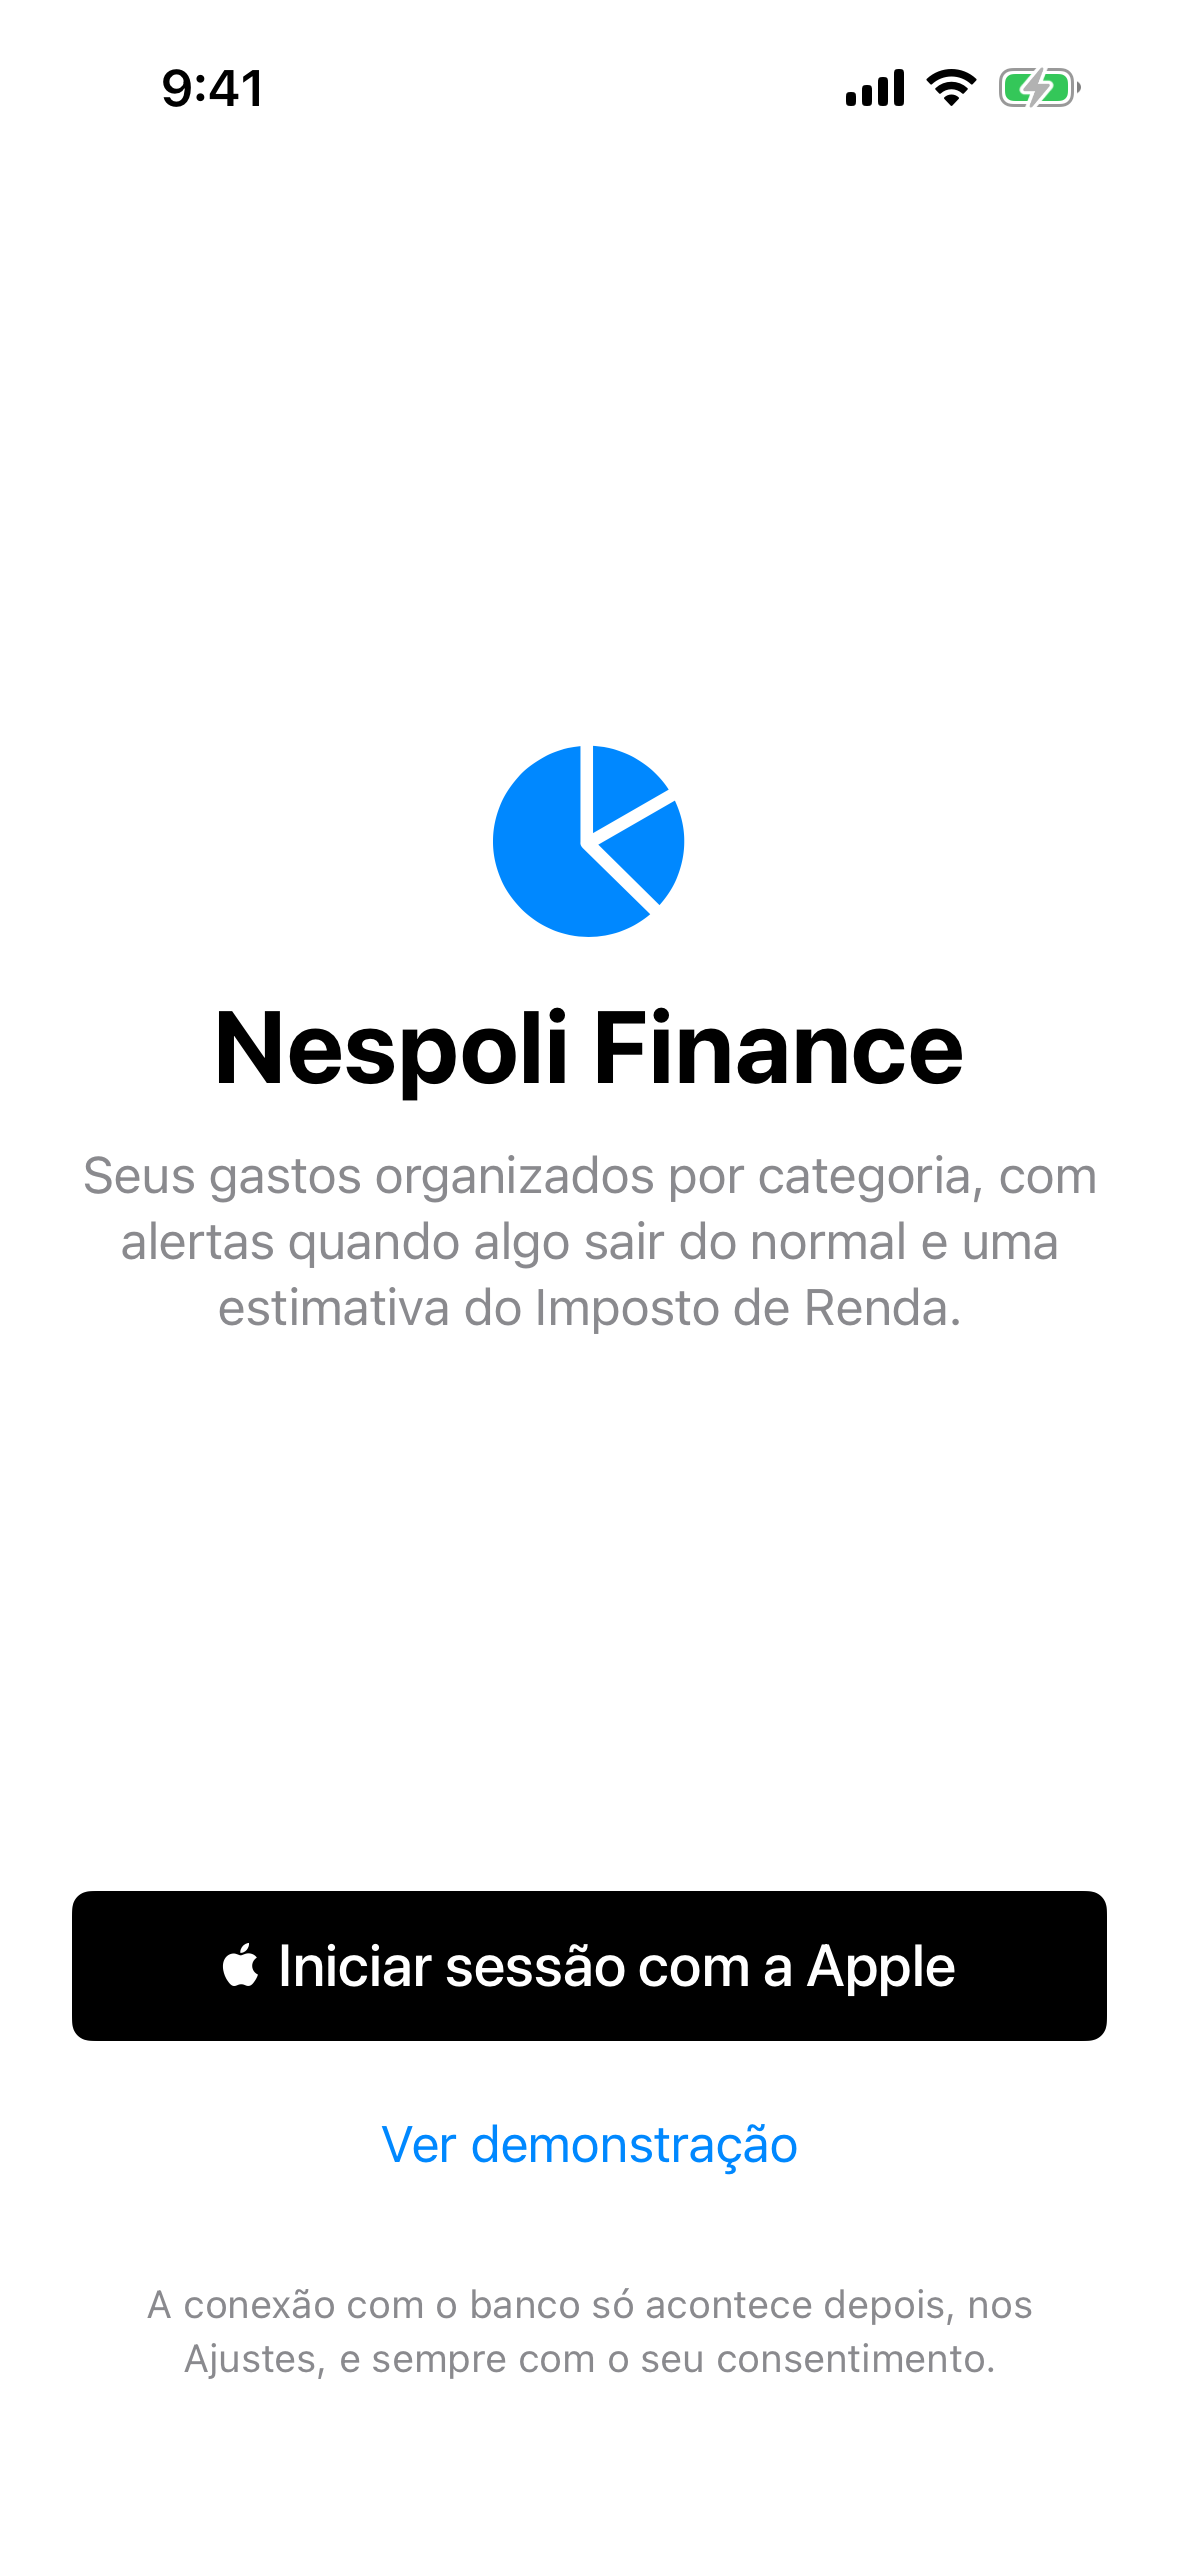 9:41
Nespoli Finance
Seus gastos organizados por categoria, com
alertas quando algo sair do normal e uma
estimativa do Imposto de Renda.
Iniciar sessão com a Apple
Ver demonstração
A conexão com o banco só acontece depois, nos
Ajustes, e sempre com o seu consentimento.